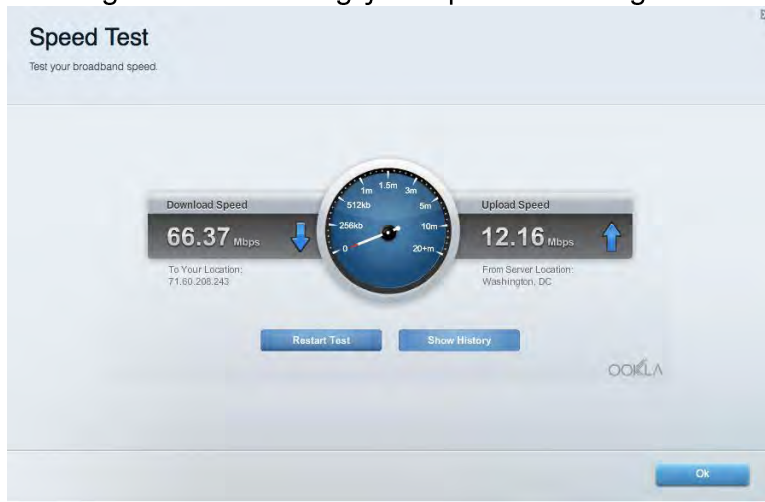 Speed Test
Test your broadband speed.
Download Speed
66.37 Mbps
To Your Location:
71.60.208.243
0
256kb
512kb
1m
1.5m
3m
5m
10m
20+m
Upload Speed
12.16 Mbps
From Server Location:
Washington, DC
Restart Test
Show History
OOKLA
Ok